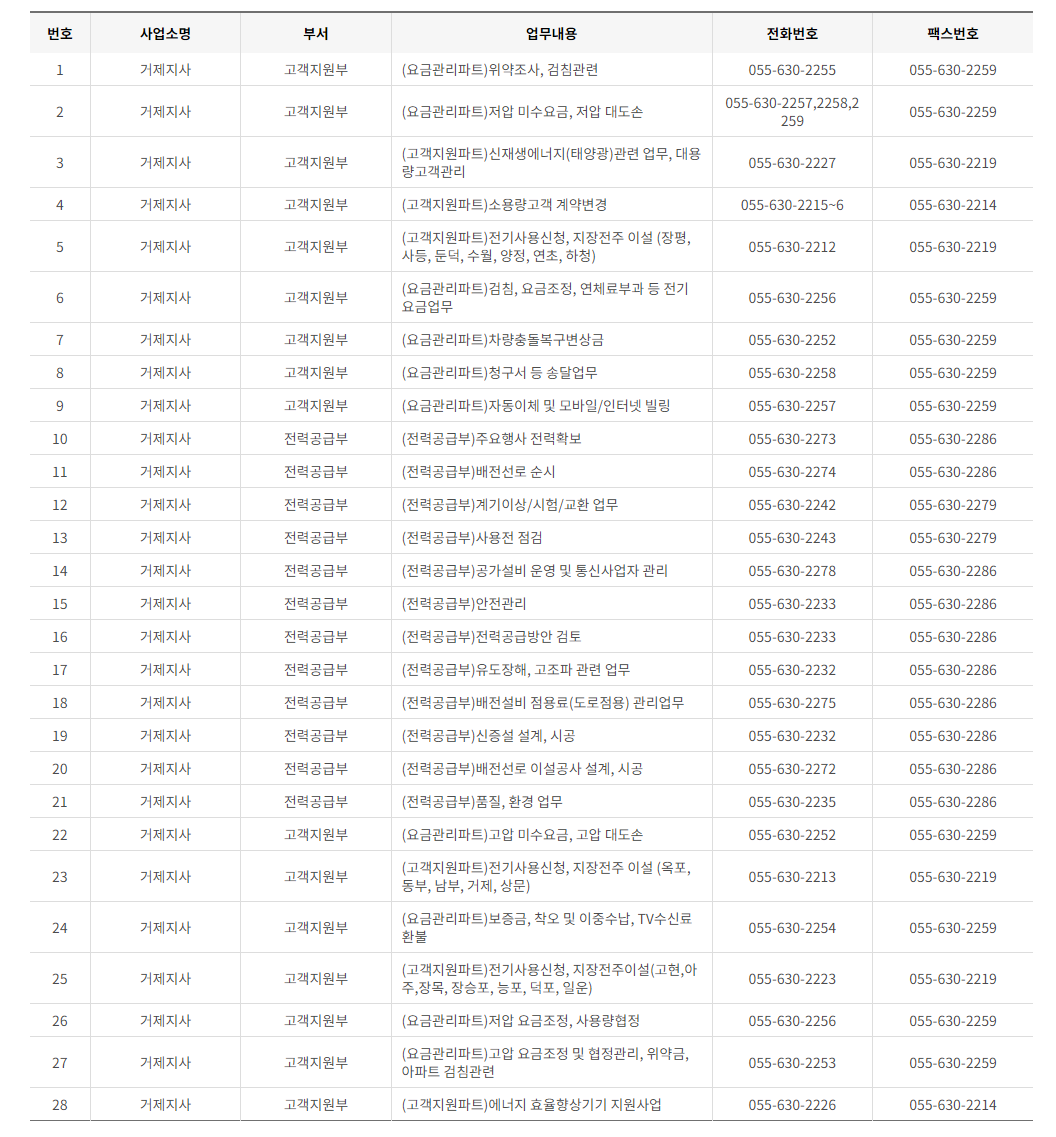 번호 사업소명 부서 업무내용 전화번호 팩스번호
1 거제지사 고객지원부 (요금관리파트)위약조사, 검침관련 055-630-2255 055-630-2259
2 거제지사 고객지원부 (요금관리파트)저압 미수요금, 저압 대도손 055-630-2257,2258,2
259 055-630-2259
3 거제지사 고객지원부 (고객지원파트)신재생에너지(태양광)관련 업무, 대용
량고객관리 055-630-2227 055-630-2219
4 거제지사 고객지원부 (고객지원파트)소용량고객 계약변경 055-630-2215~6 055-630-2214
5 거제지사 고객지원부 (고객지원파트)전기사용신청, 지장전주 이설 (장평,
사등, 둔덕, 수월, 양정, 연초, 하청) 055-630-2212 055-630-2219
6 거제지사 고객지원부 (요금관리파트)검침, 요금조정, 연체료부과 등 전기
요금업무 055-630-2256 055-630-2259
7 거제지사 고객지원부 (요금관리파트)차량충돌복구변상금 055-630-2252 055-630-2259
8 거제지사 고객지원부 (요금관리파트)청구서 등 송달업무 055-630-2258 055-630-2259
9 거제지사 고객지원부 (요금관리파트)자동이체 및 모바일/인터넷 빌링 055-630-2257 055-630-2259
10 거제지사 전력공급부 (전력공급부)주요행사 전력확보 055-630-2273 055-630-2286
11 거제지사 전력공급부 (전력공급부)배전선로 순시 055-630-2274 055-630-2286
12 거제지사 전력공급부 (전력공급부)계기이상/시험/교환 업무 055-630-2242 055-630-2279
13 거제지사 전력공급부 (전력공급부)사용전 점검 055-630-2243 055-630-2279
14 거제지사 전력공급부 (전력공급부)공가설비 운영 및 통신사업자 관리 055-630-2278 055-630-2286
15 거제지사 전력공급부 (전력공급부)안전관리 055-630-2233 055-630-2286
16 거제지사 전력공급부 (전력공급부)전력공급방안 검토 055-630-2233 055-630-2286
17 거제지사 전력공급부 (전력공급부)유도장해, 고조파 관련 업무 055-630-2232 055-630-2286
18 거제지사 전력공급부 (전력공급부)배전설비 점용료(도로점용) 관리업무 055-630-2275 055-630-2286
19 거제지사 전력공급부 (전력공급부)신증설 설계, 시공 055-630-2232 055-630-2286
20 거제지사 전력공급부 (전력공급부)배전선로 이설공사 설계, 시공 055-630-2272 055-630-2286
21 거제지사 전력공급부 (전력공급부)품질, 환경 업무 055-630-2235 055-630-2286
22 거제지사 고객지원부 (요금관리파트)고압 미수요금, 고압 대도손 055-630-2252 055-630-2259
23 거제지사 고객지원부 (고객지원파트)전기사용신청, 지장전주 이설 (옥포,
동부, 남부, 거제, 상문) 055-630-2213 055-630-2219
24 거제지사 고객지원부 (요금관리파트)보증금, 착오 및 이중수납, TV수신료
환불 055-630-2254 055-630-2259
25 거제지사 고객지원부 (고객지원파트)전기사용신청, 지장전주이설(고현,아
주,장목, 장승포, 능포, 덕포, 일운) 055-630-2223 055-630-2219
26 거제지사 고객지원부 (요금관리파트)저압 요금조정, 사용량협정 055-630-2256 055-630-2259
27 거제지사 고객지원부 (요금관리파트)고압 요금조정 및 협정관리, 위약금,
아파트 검침관련 055-630-2253 055-630-2259
28 거제지사 고객지원부 (고객지원파트)에너지 효율향상기기 지원사업 055-630-2226 055-630-2214